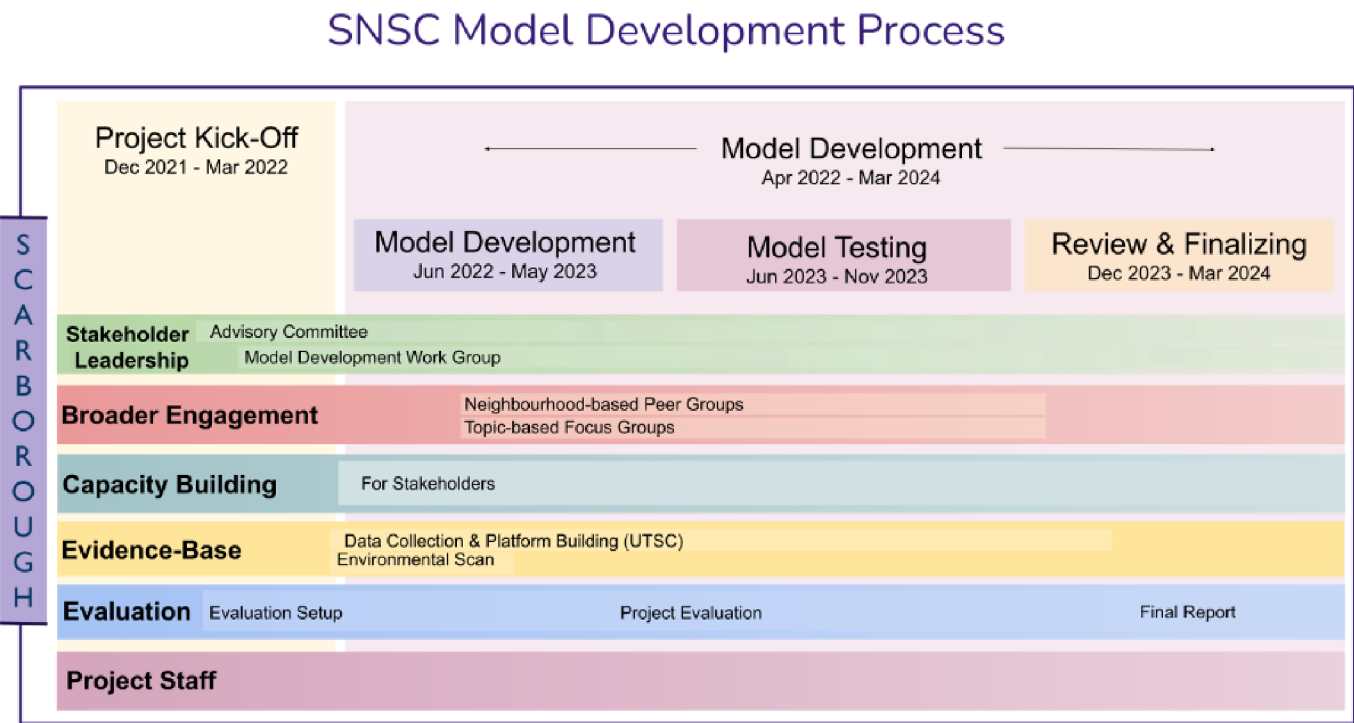 SNSC Model Development Process
Project Kick-Off
Dec 2021 - Mar 2022
Model Development
Apr 2022 - Mar 2024
Model Development
Jun 2022 - May 2023
Model Testing
Jun 2023 - Nov 2023
Review & Finalizing
Dec 2023 - Mar 2024
SCARBOROUGH
Stakeholder
Leadership
Advisory Committee
Model Development Work Group
Broader Engagement
Neighbourhood-based Peer Groups
Topic-based Focus Groups
Capacity Building
For Stakeholders
Evidence-Base
Data Collection & Platform Building (UTSC)
Environmental Scan
Evaluation
Evaluation Setup
Project Evaluation
Final Report
Project Staff